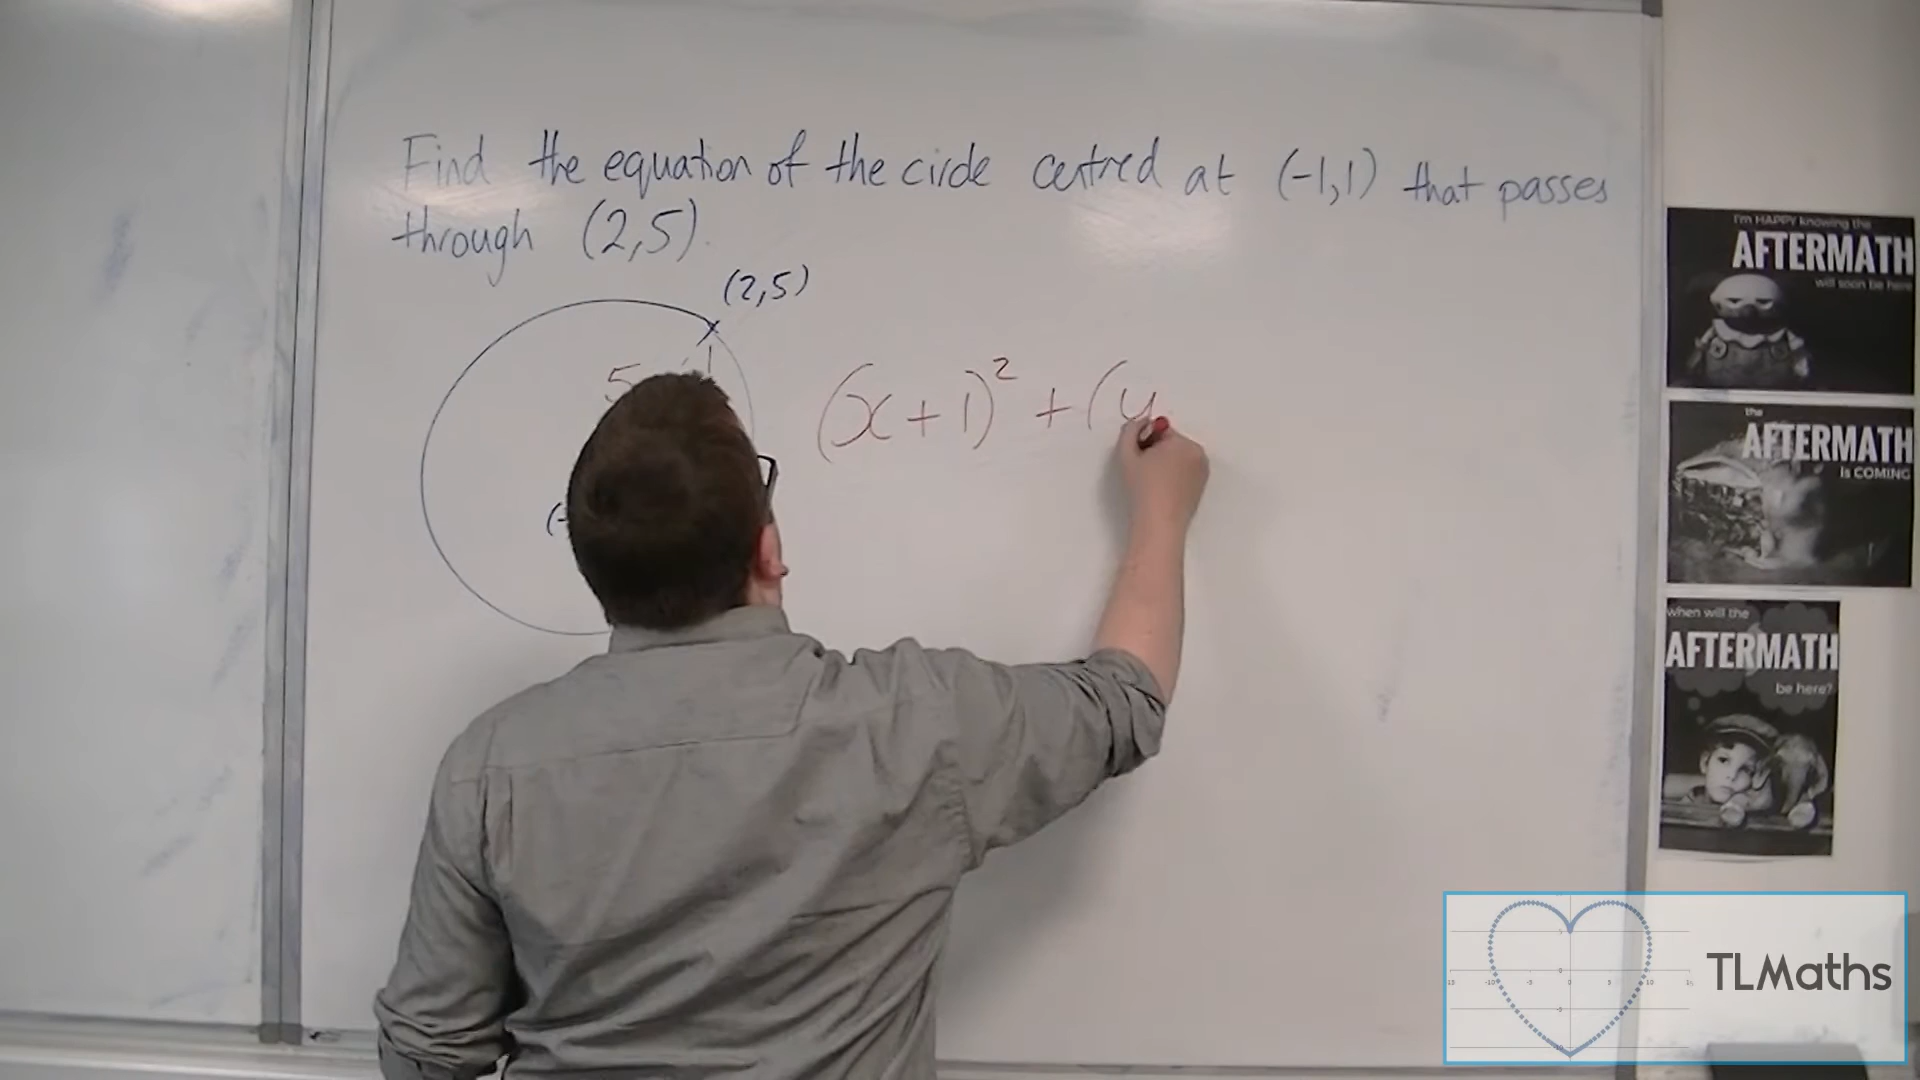 Find the equation of the circle centred at (-1,1) that passes
through (2,5).
(2,5)
5
(x+1)² + (y
(-
I'm HAPPY knowing the
AFTERMATH
will soon be here
the
AFTERMATH
is COMING
when will the
AFTERMATH
be here?
TLMaths